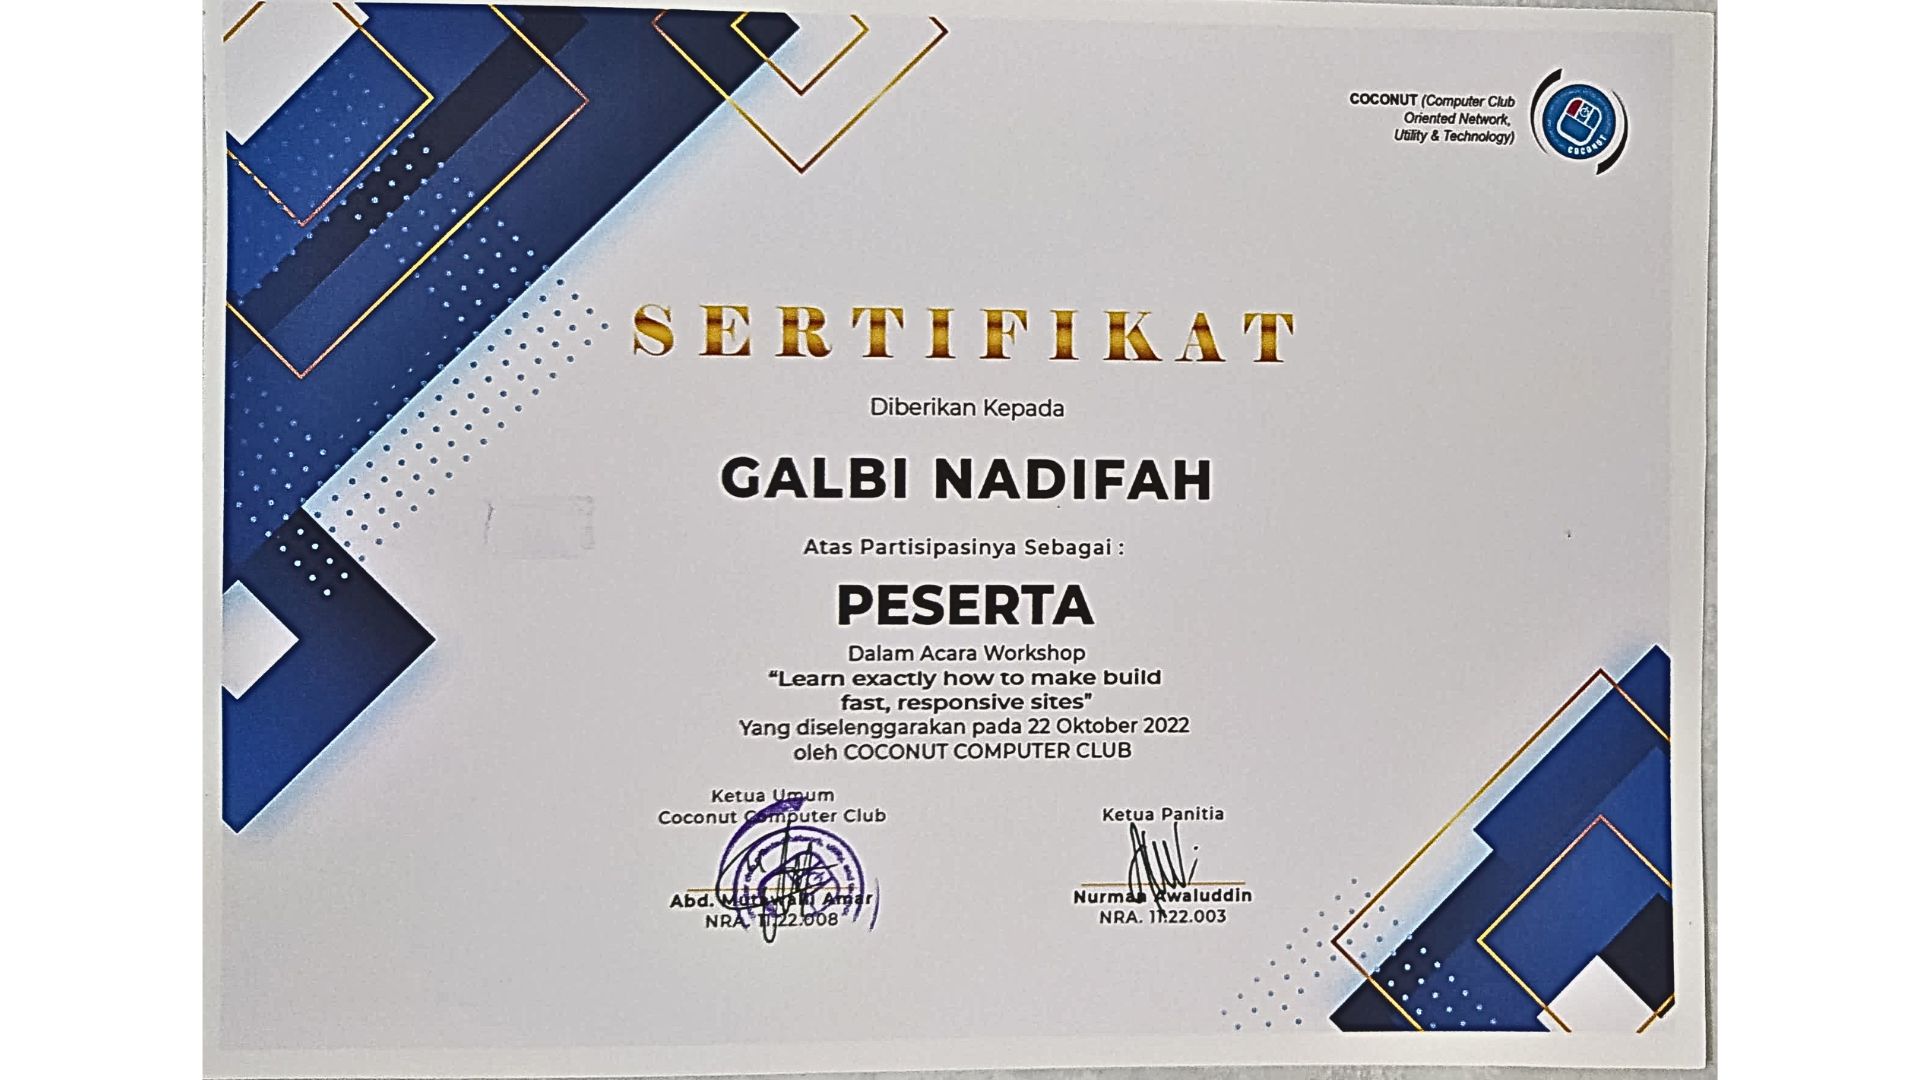 COCONUT (Computer Club
Oriented Network,
Utility & Technology)
COCONUT
SERTIFIKAT
Diberikan Kepada
GALBI NADIFAH
Atas Partisipasinya Sebagai :
PESERTA
Dalam Acara Workshop
“Learn exactly how to make build
fast, responsive sites”
Yang diselenggarakan pada 22 Oktober 2022
oleh COCONUT COMPUTER CLUB
Ketua Umum
Coconut Computer Club
Abd. Amar
NRA. 11.22.008
Ketua Panitia
Nurman Awaluddin
NRA. 11.22.003